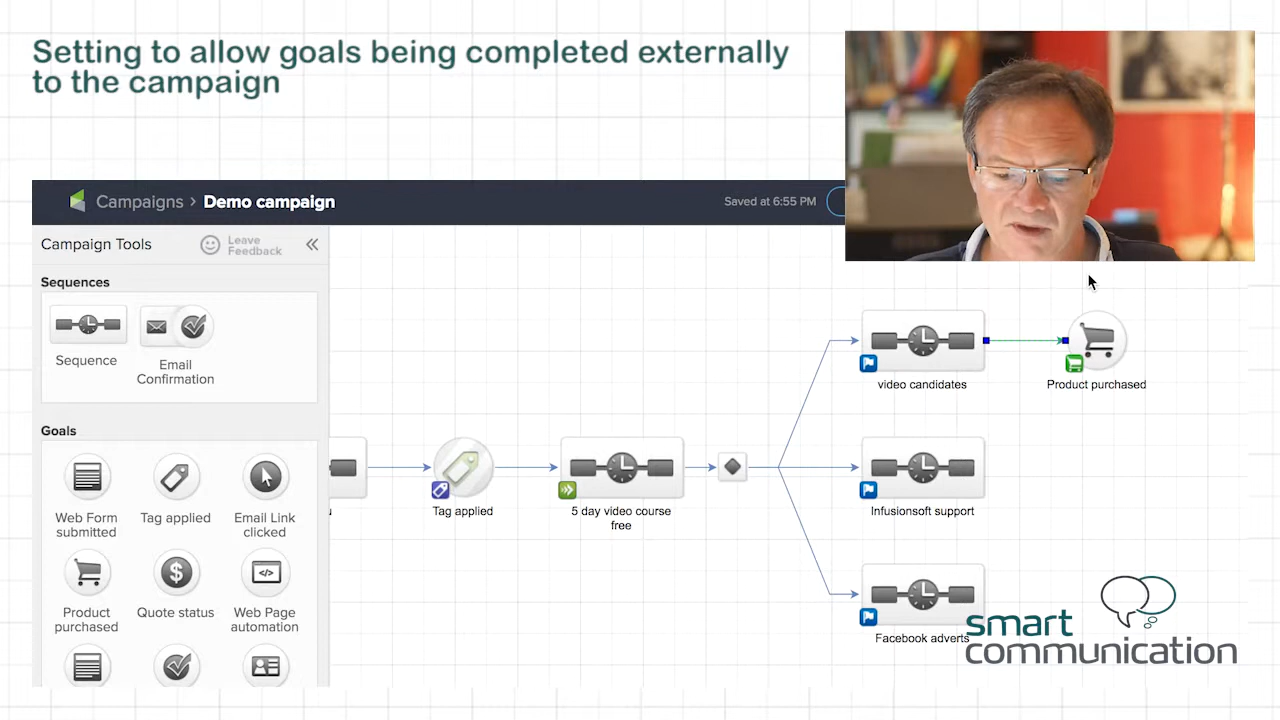 Setting to allow goals being completed externally
to the campaign
Campaigns › Demo campaign
Saved at 6:55 PM
Campaign Tools
Leave
Feedback
Sequences
Sequence
Email
Confirmation
Goals
Web Form
submitted
Tag applied
Email Link
clicked
Product
purchased
Quote status
Web Page
automation
Tag applied
5 day video course
free
video candidates
Product purchased
Infusionsoft support
Facebook adverts
smart
communication